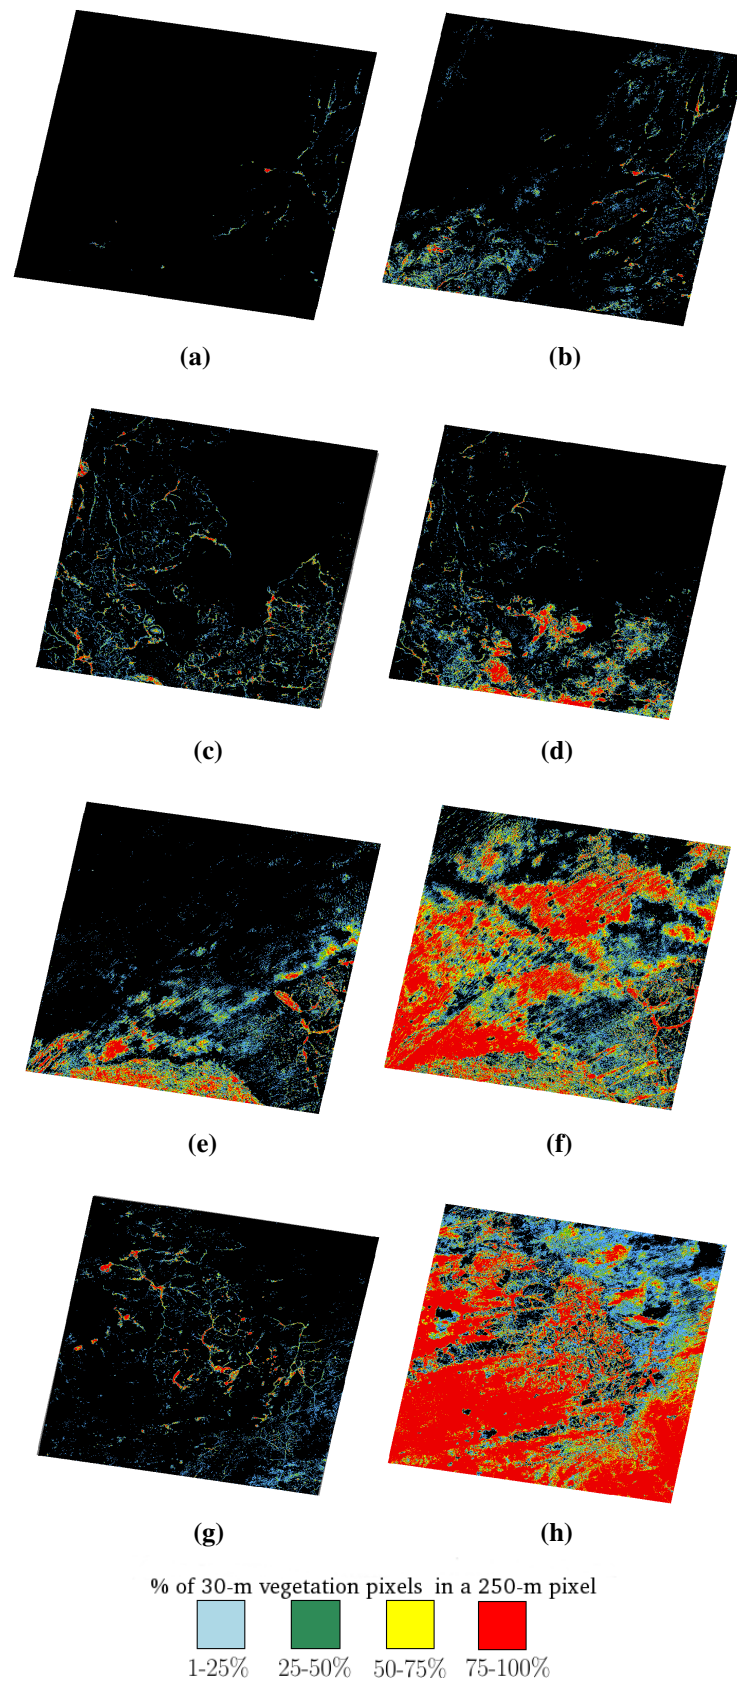 (a) (b)
(c) (d)
(e) (f)
(g) (h)
% of 30-m vegetation pixels in a 250-m pixel
1-25% 25-50% 50-75% 75-100%